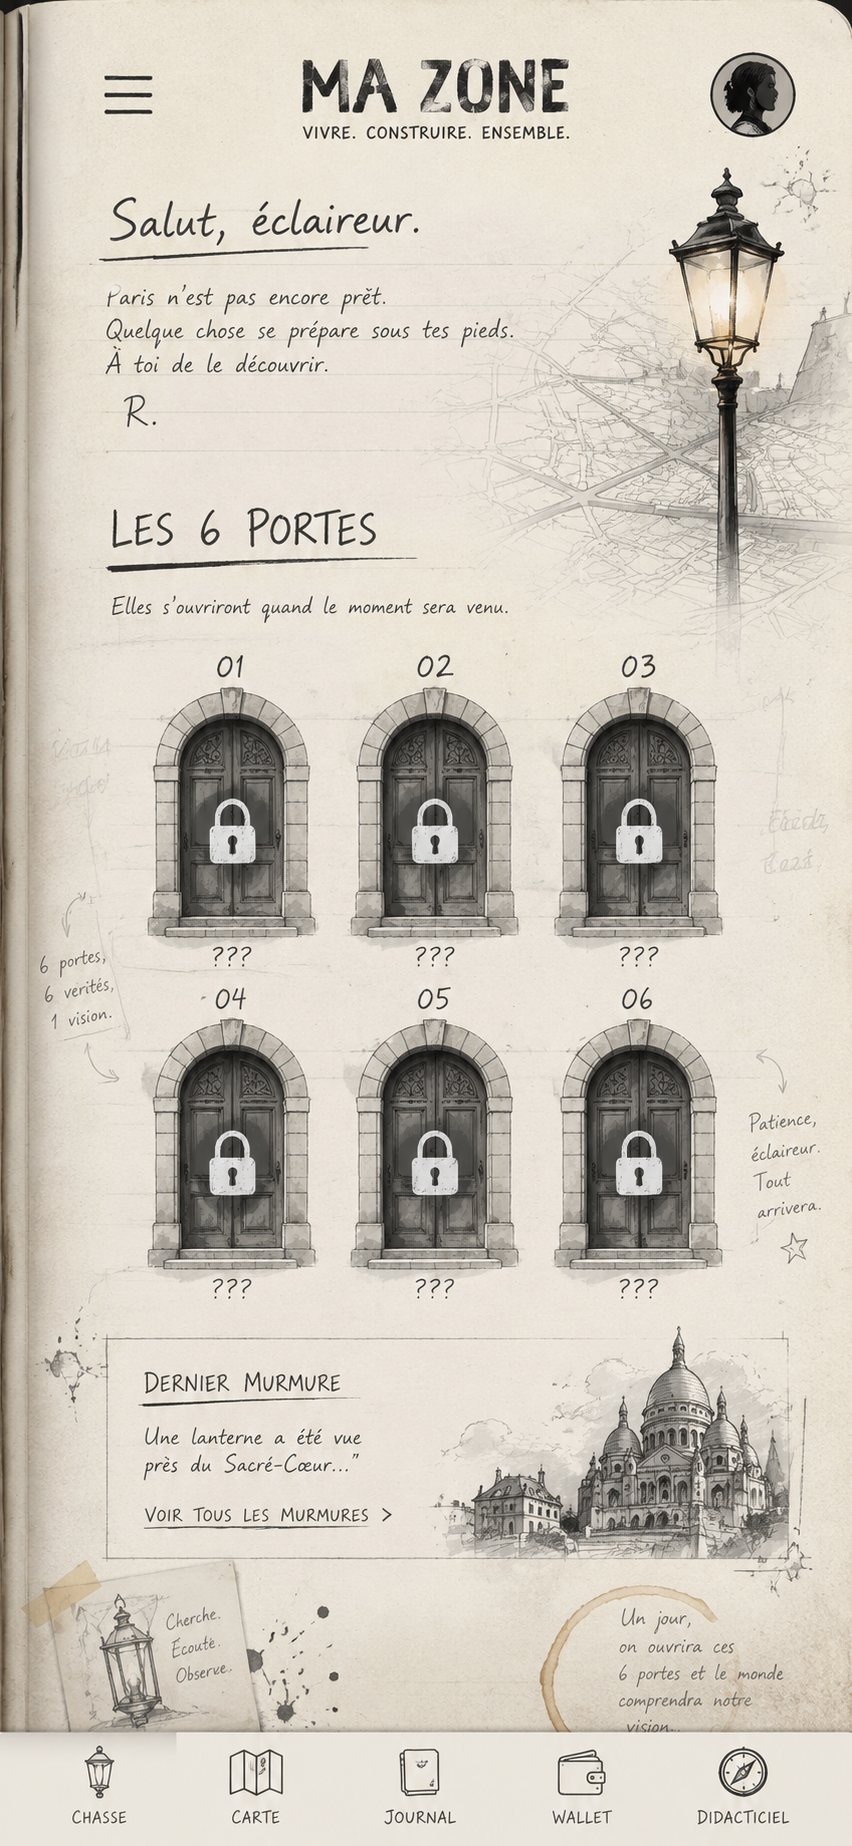 MA ZONE
VIVRE. CONSTRUIRE. ENSEMBLE.
Salut, éclaireur.
Paris n'est pas encore prêt.
Quelque chose se prépare sous tes pieds.
À toi de le découvrir.
R.
LES 6 PORTES
Elles s'ouvriront quand le moment sera venu.
01 02 03
??? ??? ???
6 portes,
6 verités,
1 vision.
04 05 06
Patience,
éclaireur.
Tout
arrivera.
??? ??? ???
DERNIER MURMURE
Une lanterne a été vue
près du Sacré-Cœur..."
VOIR TOUS LES MURMURES >
Cherche.
Écoute.
Observe..
Un jour,
on ouvrira ces
6 portes et le monde
comprendra notre
vision...
CHASSE CARTE JOURNAL WALLET DIDACTICIEL